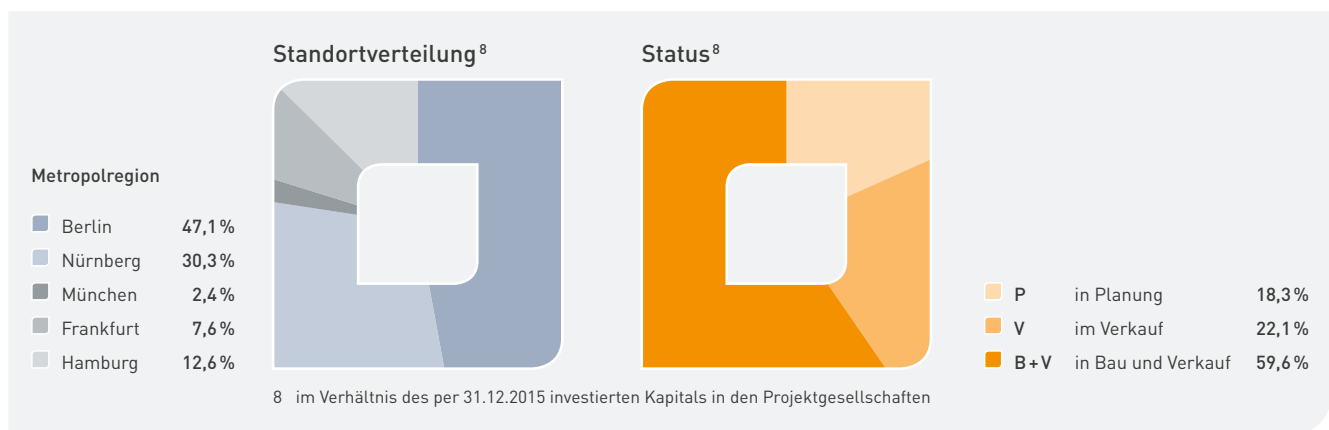 Standortverteilung 8
Status 8
Metropolregion
Berlin 47,1 %
Nürnberg 30,3 %
München 2,4 %
Frankfurt 7,6 %
Hamburg 12,6 %
P in Planung 18,3 %
V im Verkauf 22,1 %
B + V in Bau und Verkauf 59,6 %
8 im Verhältnis des per 31.12.2015 investierten Kapitals in den Projektgesellschaften